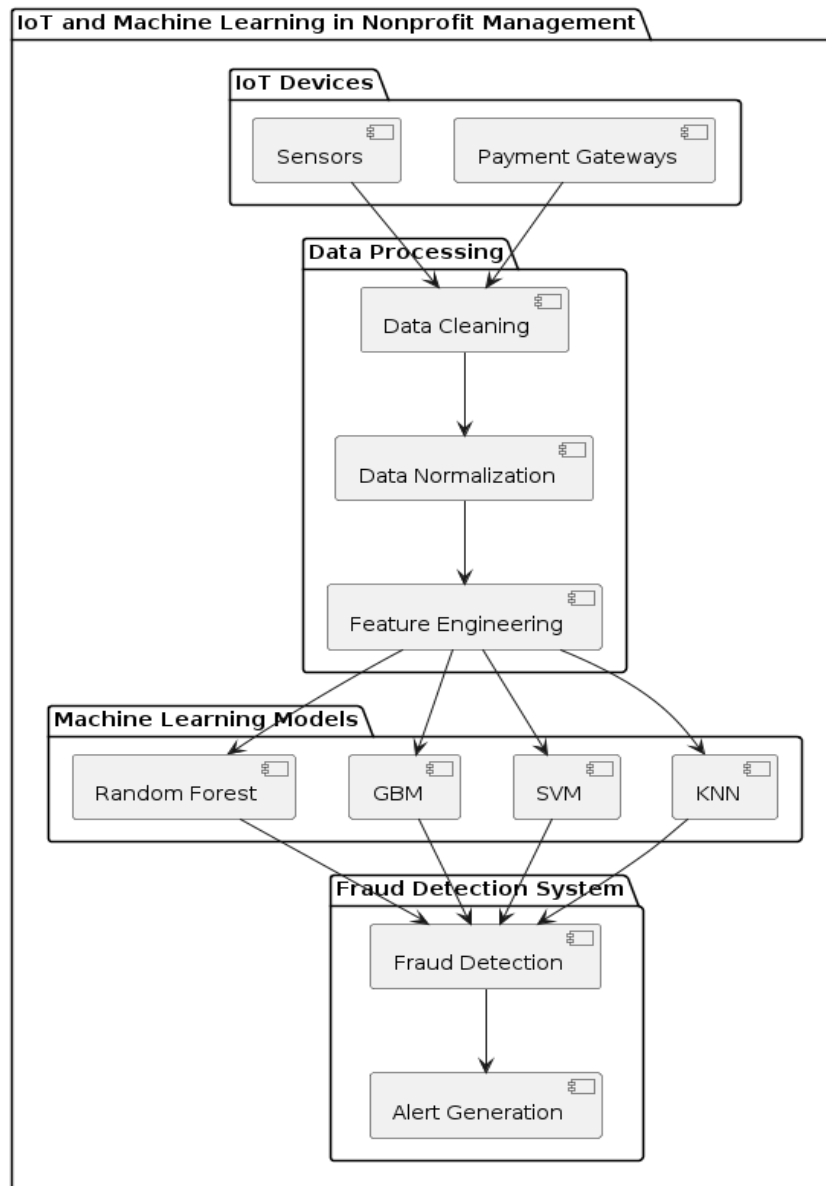 IoT and Machine Learning in Nonprofit Management
IoT Devices
Sensors
Payment Gateways
Data Processing
Data Cleaning
Data Normalization
Feature Engineering
Machine Learning Models
Random Forest
GBM
SVM
KNN
Fraud Detection System
Fraud Detection
Alert Generation